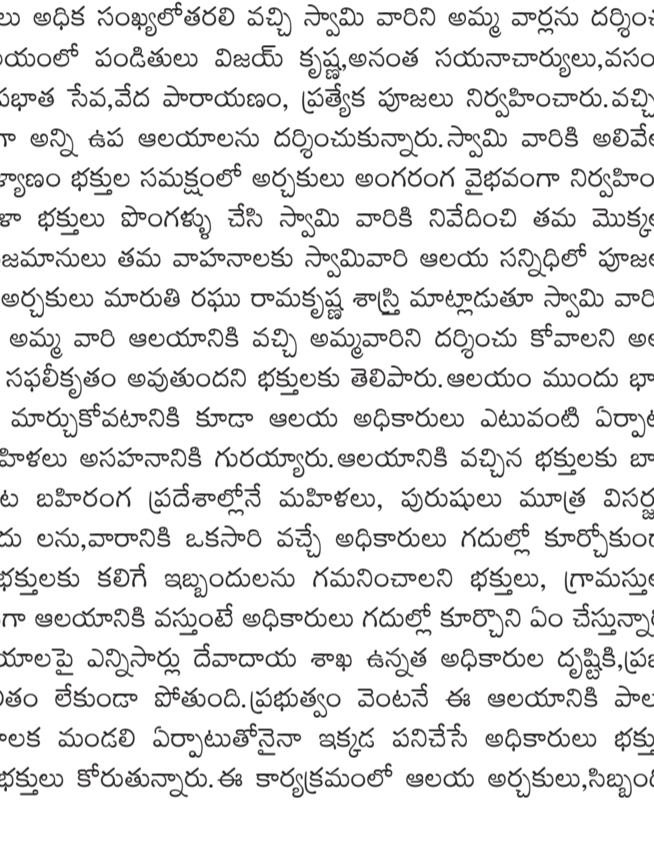 లు అధిక సంఖ్యలోతరలి వచ్చి స్వామి వారిని అమ్మ వార్లను దర్శించ
యంలో పండితులు విజయ్ కృష్ణ,అనంత సయనాచార్యులు,వసం
ప్రభాత సేవ,వేద పారాయణం, ప్రత్యేక పూజలు నిర్వహించారు.వచ్చి
గా అన్ని ఉప ఆలయాలను దర్శించుకున్నారు.స్వామి వారికి అలివే
ళ్యాణం భక్తుల సమక్షంలో అర్చకులు అంగరంగ వైభవంగా నిర్వహిం
ళా భక్తులు పొంగళ్ళు చేసి స్వామి వారికి నివేదించి తమ మొక్క
జమానులు తమ వాహనాలకు స్వామివారి ఆలయ సన్నిధిలో పూజ
అర్చకులు మారుతి రఘు రామకృష్ణ శాస్త్రి మాట్లాడుతూ స్వామి వారి
అమ్మ వారి ఆలయానికి వచ్చి అమ్మవారిని దర్శించు కోవాలని అ
సఫలీకృతం అవుతుందని భక్తులకు తెలిపారు.ఆలయం ముందు భా
మార్చుకోవటానికి కూడా ఆలయ అధికారులు ఎటువంటి ఏర్పా
హిళలు అసహనానికి గురయ్యారు.ఆలయానికి వచ్చిన భక్తులకు బా
ట బహిరంగ ప్రదేశాల్లోనే మహిళలు, పురుషులు మూత్ర విసర్జ
దు లను,వారానికి ఒకసారి వచ్చే అధికారులు గదుల్లో కూర్చోకుం
భక్తులకు కలిగే ఇబ్బందులను గమనించాలని భక్తులు, గ్రామస్తు
గా ఆలయానికి వస్తుంటే అధికారులు గదుల్లో కూర్చొని ఏం చేస్తున్నా
యాలపై ఎన్నిసార్లు దేవాదాయ శాఖ ఉన్నత అధికారుల దృష్టికి,ప్రజ
ితం లేకుండా పోతుంది.ప్రభుత్వం వెంటనే ఈ ఆలయానికి పాల
ాలక మండలి ఏర్పాటుతోనైనా ఇక్కడ పనిచేసే అధికారులు భక్తు
భక్తులు కోరుతున్నారు.ఈ కార్యక్రమంలో ఆలయ అర్చకులు,సిబ్బంది